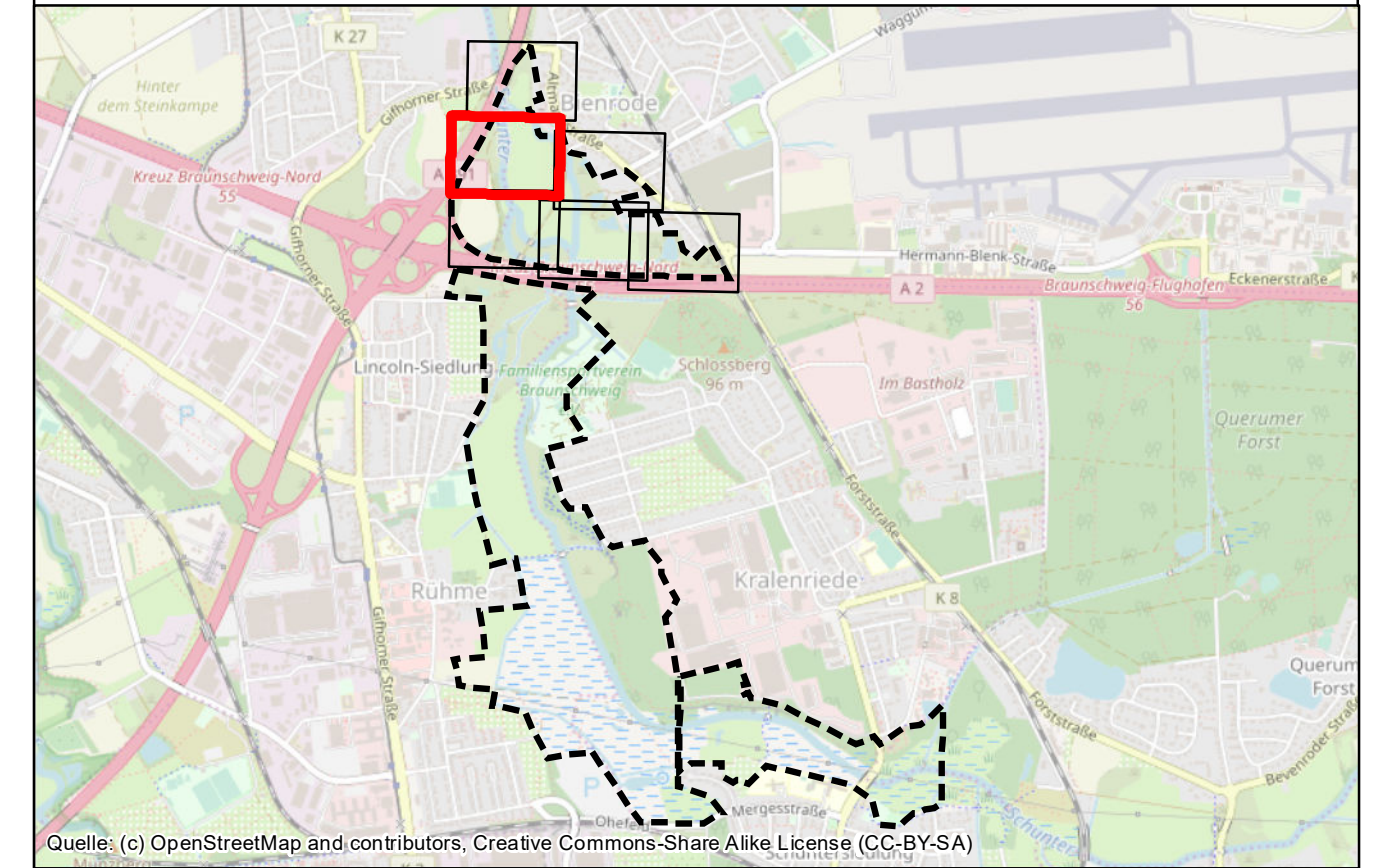 K 27
Waggum
Hinter
dem Steinkampe
Gifhorner Straße
Bienrode
Kreuz Braunschweig-Nord
55
Gifhorner Straße
Hermann-Blenk-Straße
Kreuz Braunschweig-Nord
Eckenerstraße
A 2
Braunschweig-Flughafen
56
Lincoln-Siedlung
Familiensportverein
Braunschweig
Schlossberg
96 m
Im Bastholz
Querumer
Forst
Forststraße
Kralenriede
Rühme
K 8
Gifhorner Straße
Querum
Forst
Forststraße
Bevenroder Straße
P
P
Mergesstraße
Schunter
Ohefeld
Quelle: (c) OpenStreetMap and contributors, Creative Commons-Share Alike License (CC-BY-SA)
Schuntersiedlung